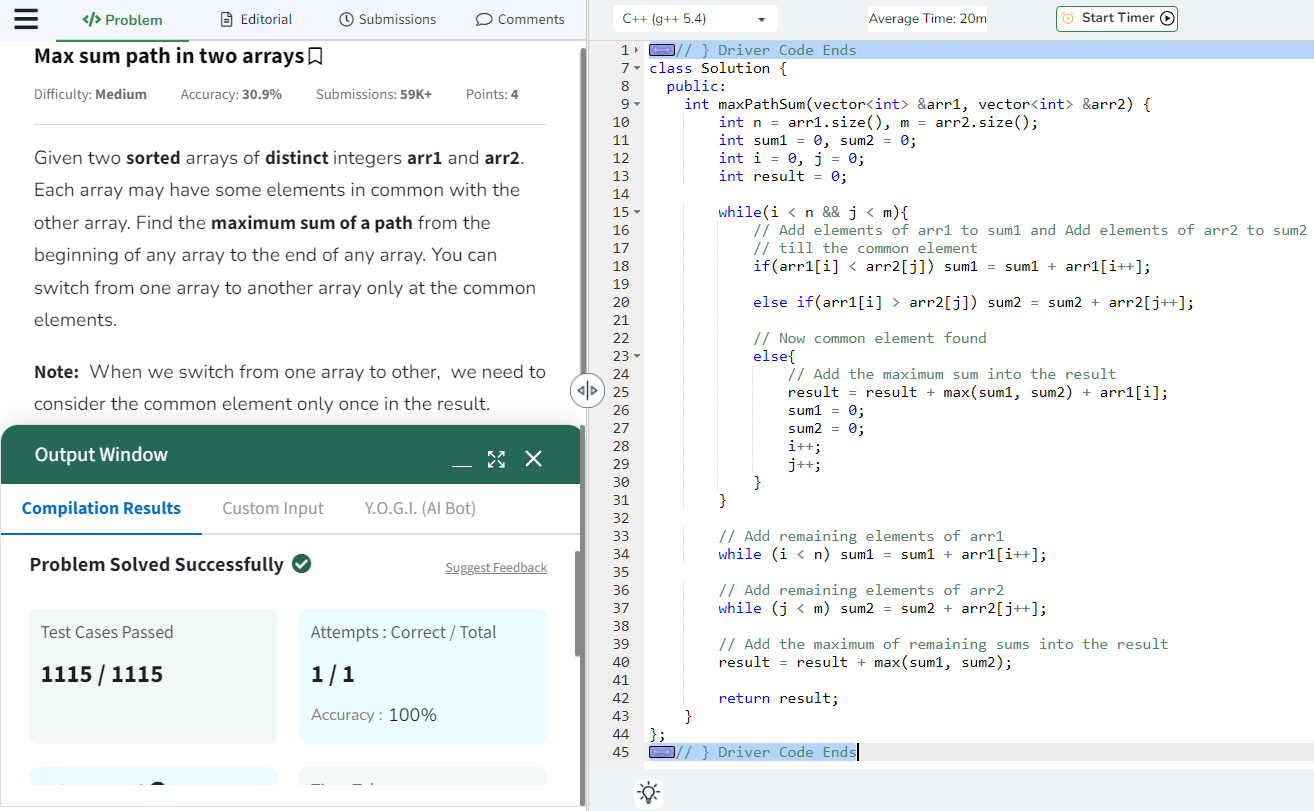 Problem Editorial Submissions Comments
Max sum path in two arrays
Difficulty: Medium Accuracy: 30.9% Submissions: 59K+ Points: 4
Given two sorted arrays of distinct integers arr1 and arr2.
Each array may have some elements in common with the
other array. Find the maximum sum of a path from the
beginning of any array to the end of any array. You can
switch from one array to another array only at the common
elements.
Note: When we switch from one array to other, we need to
consider the common element only once in the result.
Output Window
Compilation Results Custom Input Y.O.G.I. (AI Bot)
Problem Solved Successfully
Suggest Feedback
Test Cases Passed
1115 / 1115
Attempts : Correct / Total
1 / 1
Accuracy : 100%
C++ (g++ 5.4) Average Time: 20m Start Timer
1 // } Driver Code Ends
7 class Solution {
8   public:
9     int maxPathSum(vector<int> &arr1, vector<int> &arr2) {
10         int n = arr1.size(), m = arr2.size();
11         int sum1 = 0, sum2 = 0;
12         int i = 0, j = 0;
13         int result = 0;
14
15         while(i < n && j < m){
16             // Add elements of arr1 to sum1 and Add elements of arr2 to sum2
17             // till the common element
18             if(arr1[i] < arr2[j]) sum1 = sum1 + arr1[i++];
19
20             else if(arr1[i] > arr2[j]) sum2 = sum2 + arr2[j++];
21
22             // Now common element found
23             else{
24                 // Add the maximum sum into the result
25                 result = result + max(sum1, sum2) + arr1[i];
26                 sum1 = 0;
27                 sum2 = 0;
28                 i++;
29                 j++;
30             }
31         }
32
33         // Add remaining elements of arr1
34         while (i < n) sum1 = sum1 + arr1[i++];
35
36         // Add remaining elements of arr2
37         while (j < m) sum2 = sum2 + arr2[j++];
38
39         // Add the maximum of remaining sums into the result
40         result = result + max(sum1, sum2);
41
42         return result;
43     }
44 };
45 // } Driver Code Ends